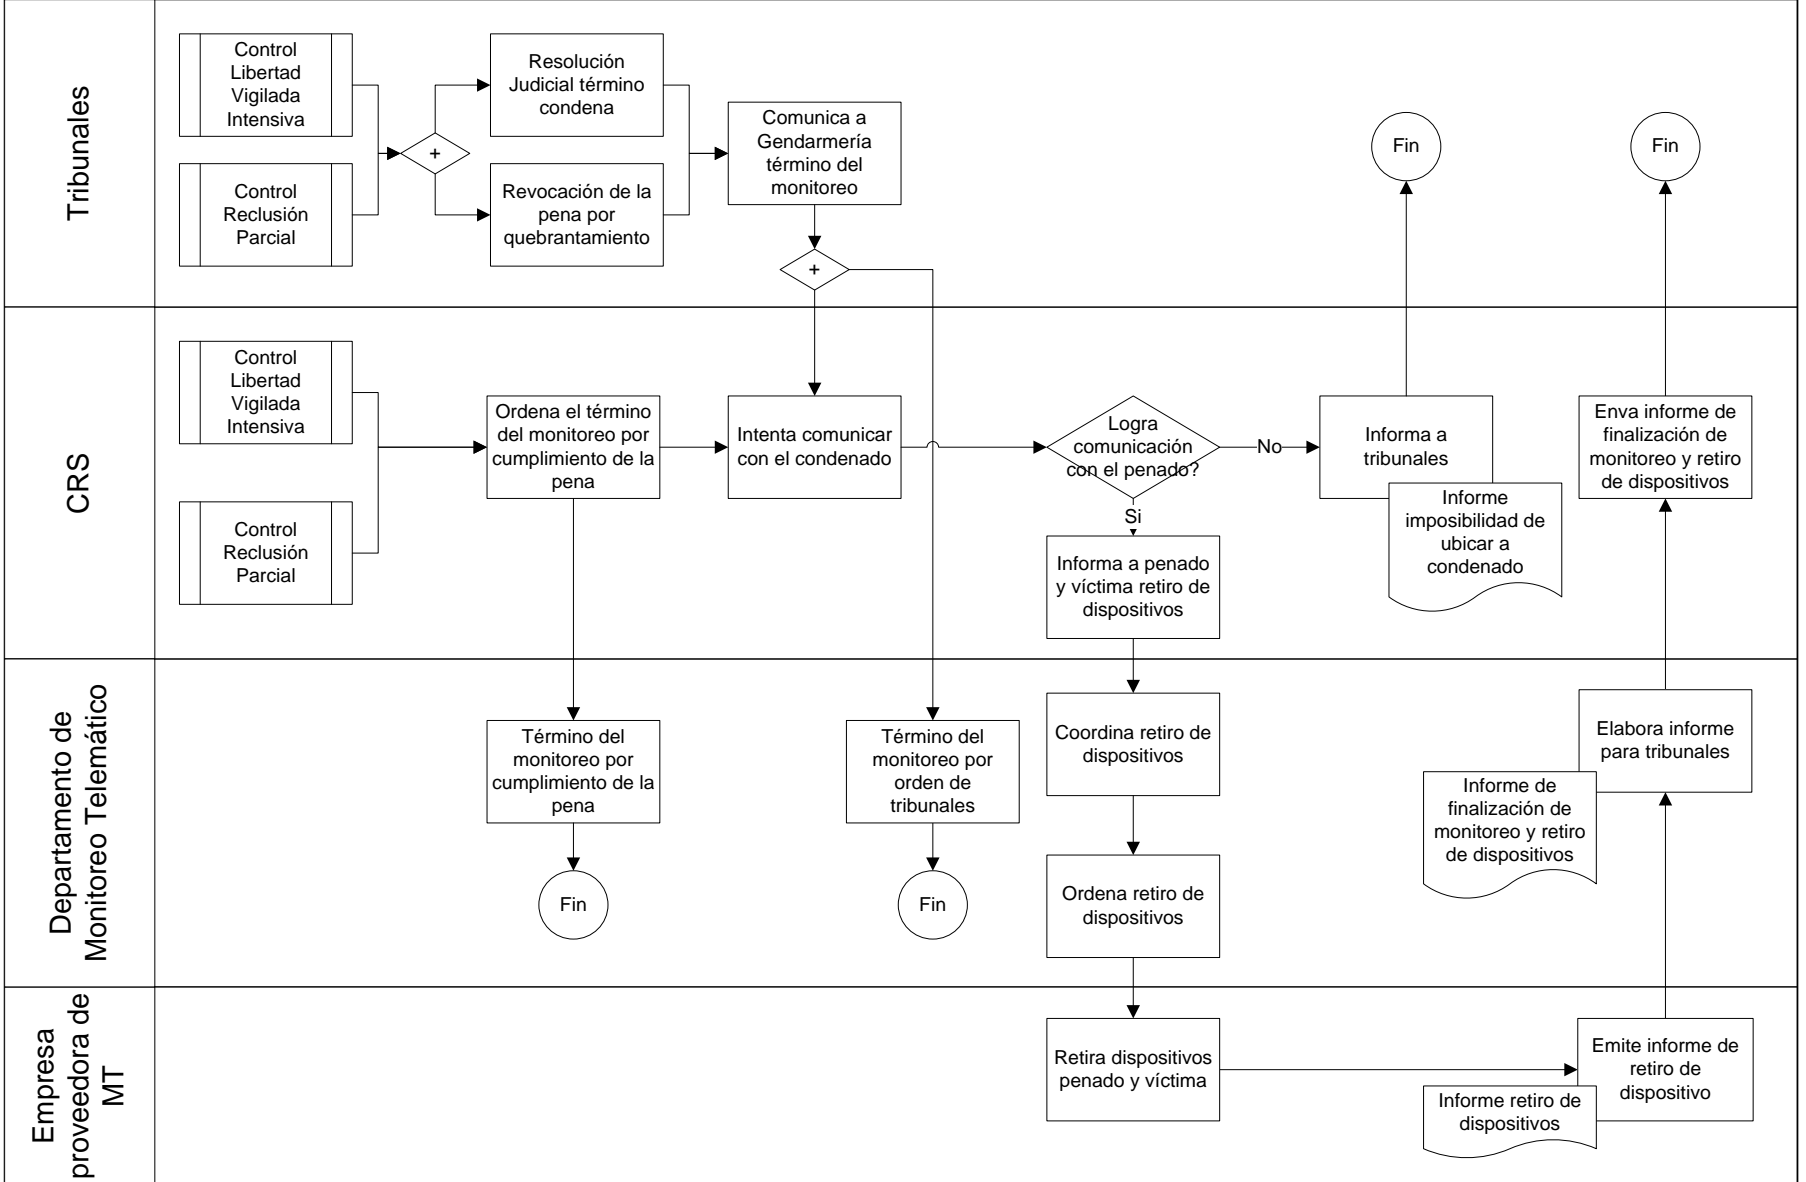 Tribunales
Control
Libertad
Vigilada
Intensiva
Control
Reclusión
Parcial
+
Resolución
Judicial término
condena
Revocación de la
pena por
quebrantamiento
Comunica a
Gendarmería
término del
monitoreo
+
Fin
Fin
CRS
Control
Libertad
Vigilada
Intensiva
Control
Reclusión
Parcial
Ordena el término
del monitoreo por
cumplimiento de la
pena
Intenta comunicar
con el condenado
Logra
comunicación
con el penado?
No
Si
Informa a
tribunales
Informe
imposibilidad de
ubicar a
condenado
Informa a penado
y víctima retiro de
dispositivos
Enva informe de
finalización de
monitoreo y retiro
de dispositivos
Departamento de
Monitoreo Telemático
Término del
monitoreo por
cumplimiento de la
pena
Fin
Término del
monitoreo por
orden de
tribunales
Fin
Coordina retiro de
dispositivos
Ordena retiro de
dispositivos
Elabora informe
para tribunales
Informe de
finalización de
monitoreo y retiro
de dispositivos
Empresa
proveedora de
MT
Retira dispositivos
penado y víctima
Emite informe de
retiro de
dispositivo
Informe retiro de
dispositivos